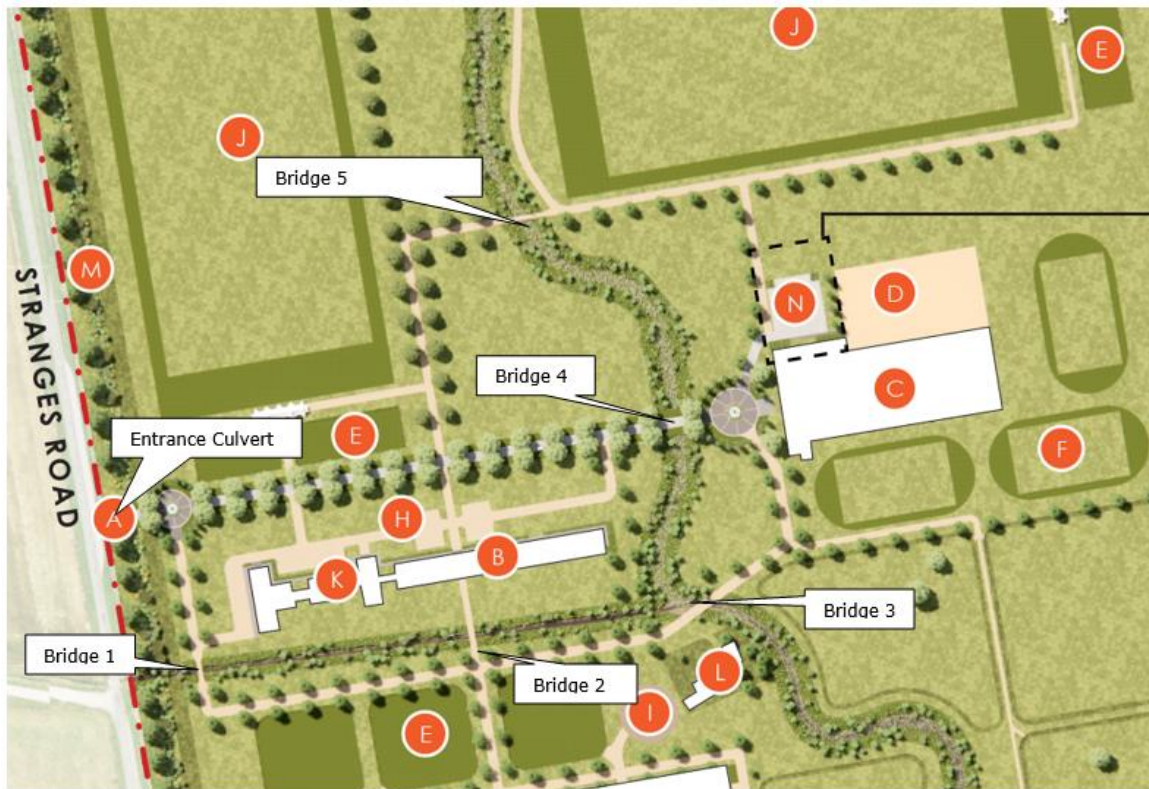 J
E
J
Bridge 5
M
STRANGES ROAD
N
D
Bridge 4
C
Entrance Culvert
E
F
A
H
B
K
Bridge 3
Bridge 1
Bridge 2
L
I
E